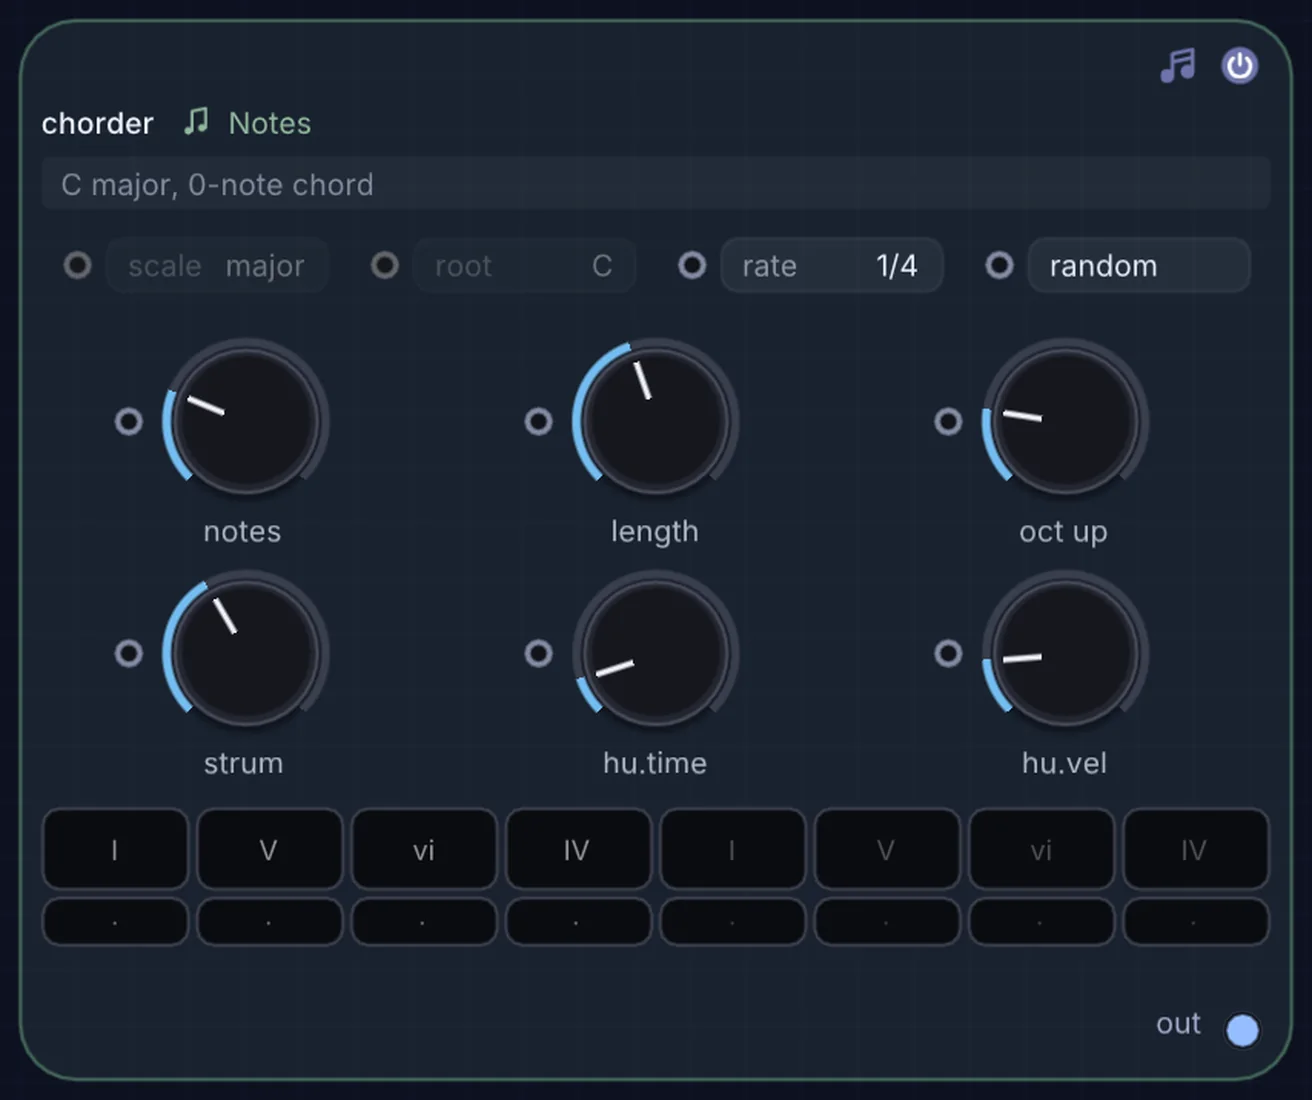 chorder Notes
C major, 0-note chord
scale major root C rate 1/4 random
notes length oct up
strum hu.time hu.vel
I V vi IV I V vi IV
. . . . . . . .
out